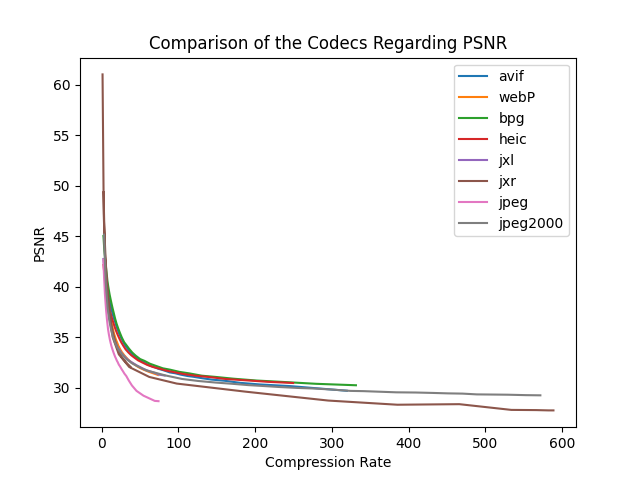 Comparison of the Codecs Regarding PSNR
60
55
50
45
40
35
30
PSNR
avif
webP
bpg
heic
jxl
jxr
jpeg
jpeg2000
0 100 200 300 400 500 600
Compression Rate